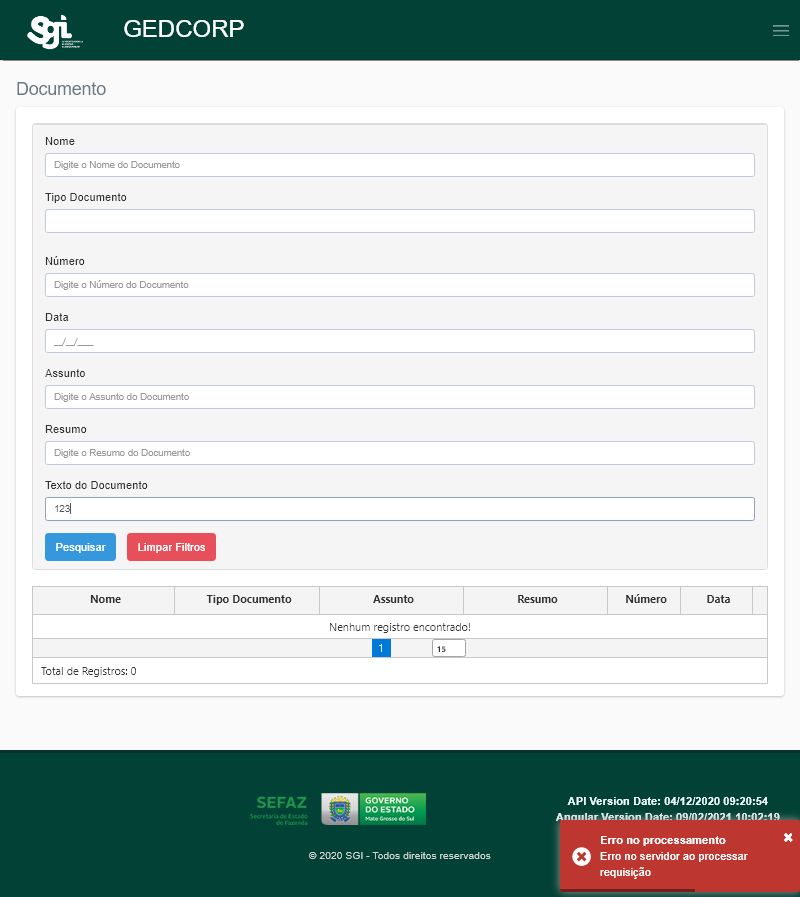 Sgi
GEDCORP
Documento
Nome
Digite o Nome do Documento
Tipo Documento
Número
Digite o Número do Documento
Data
__/__/____
Assunto
Digite o Assunto do Documento
Resumo
Digite o Resumo do Documento
Texto do Documento
123
Pesquisar Limpar Filtros
Nome Tipo Documento Assunto Resumo Número Data
Nenhum registro encontrado!
1 15
Total de Registros: 0
SEFAZ
Secretaria de Estado
de Fazenda
GOVERNO
DO ESTADO
Mato Grosso do Sul
API Version Date: 04/12/2020 09:20:54
Angular Version Date: 09/02/2021 10:02:19
© 2020 SGI - Todos direitos reservados
Erro no processamento
Erro no servidor ao processar
requisição